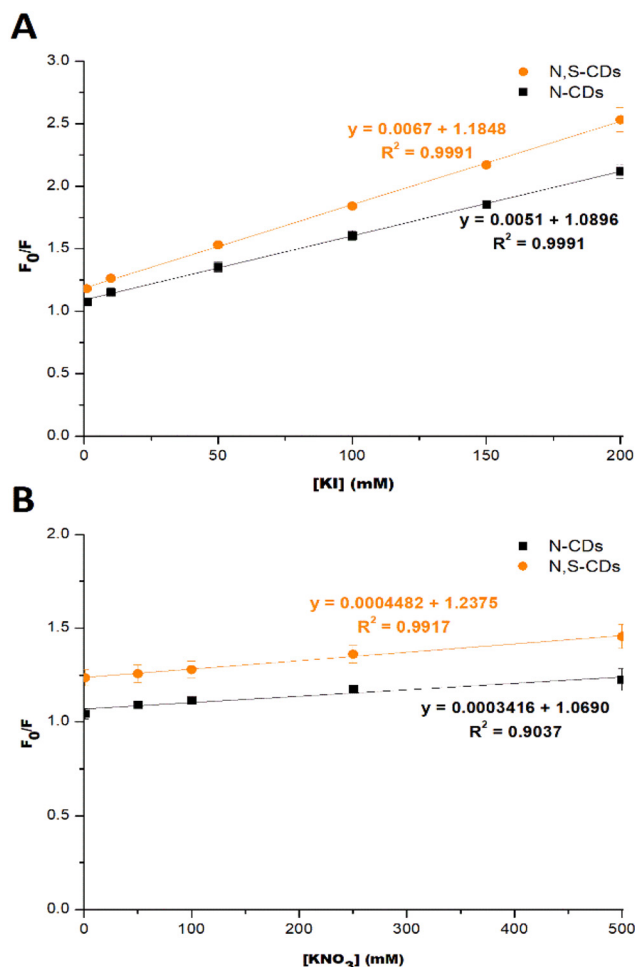 A
3.0
N,S-CDs
N-CDs
2.5
y = 0.0067 + 1.1848
R² = 0.9991
2.0
y = 0.0051 + 1.0896
R² = 0.9991
1.5
F₀/F
1.0
0.5
0.0
0 50 100 150 200
[KI] (mM)
B
2.0
N-CDs
N,S-CDs
y = 0.0004482 + 1.2375
R² = 0.9917
1.5
y = 0.0003416 + 1.0690
R² = 0.9037
1.0
F₀/F
0.5
0.0
0 100 200 300 400 500
[KNO₃] (mM)